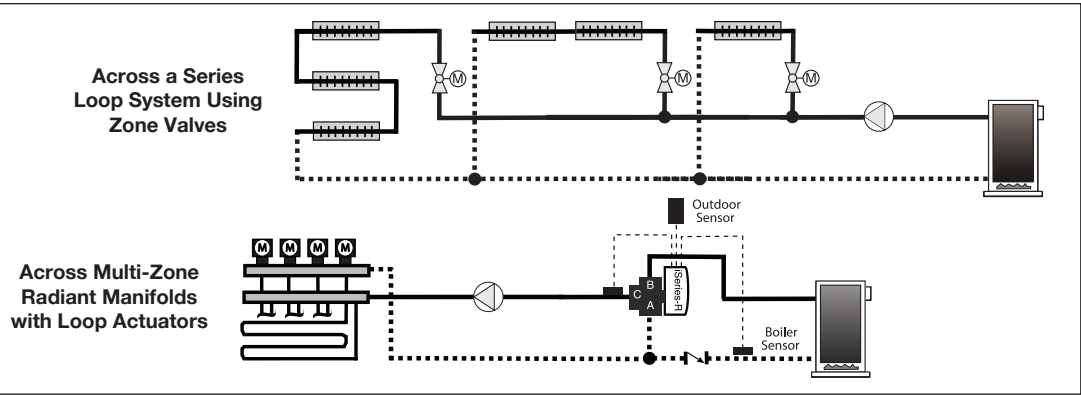 Across a Series
Loop System Using
Zone Valves
M
M
M
Outdoor
Sensor
Across Multi-Zone
Radiant Manifolds
with Loop Actuators
M M M M
B
C
A
iSeries-R
Boiler
Sensor